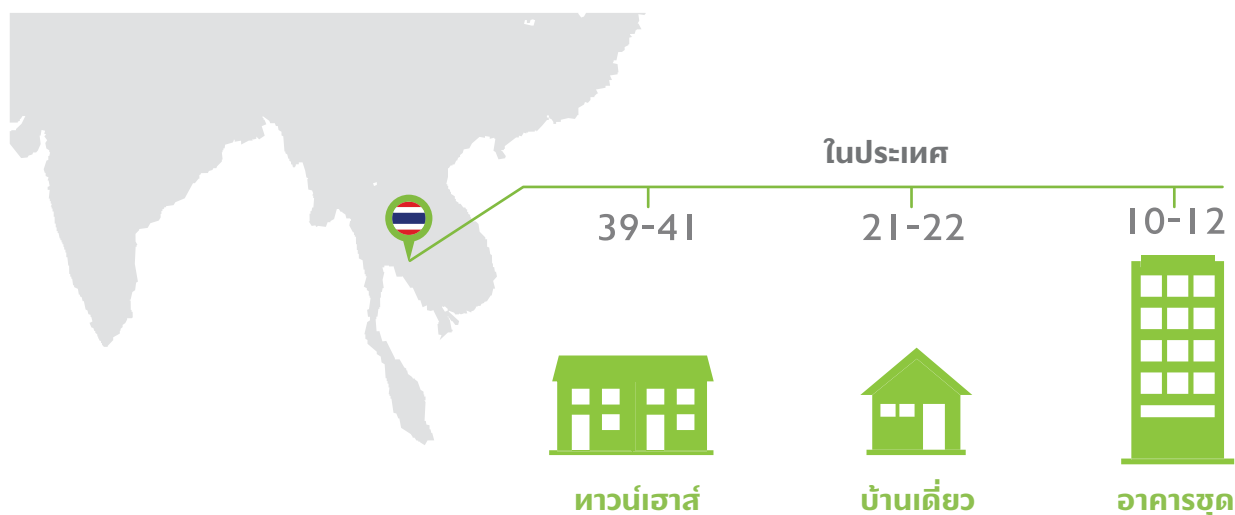 ในประเทศ
39-41
21-22
10-12
ทาวน์เฮาส์
บ้านเดี่ยว
อาคารชุด